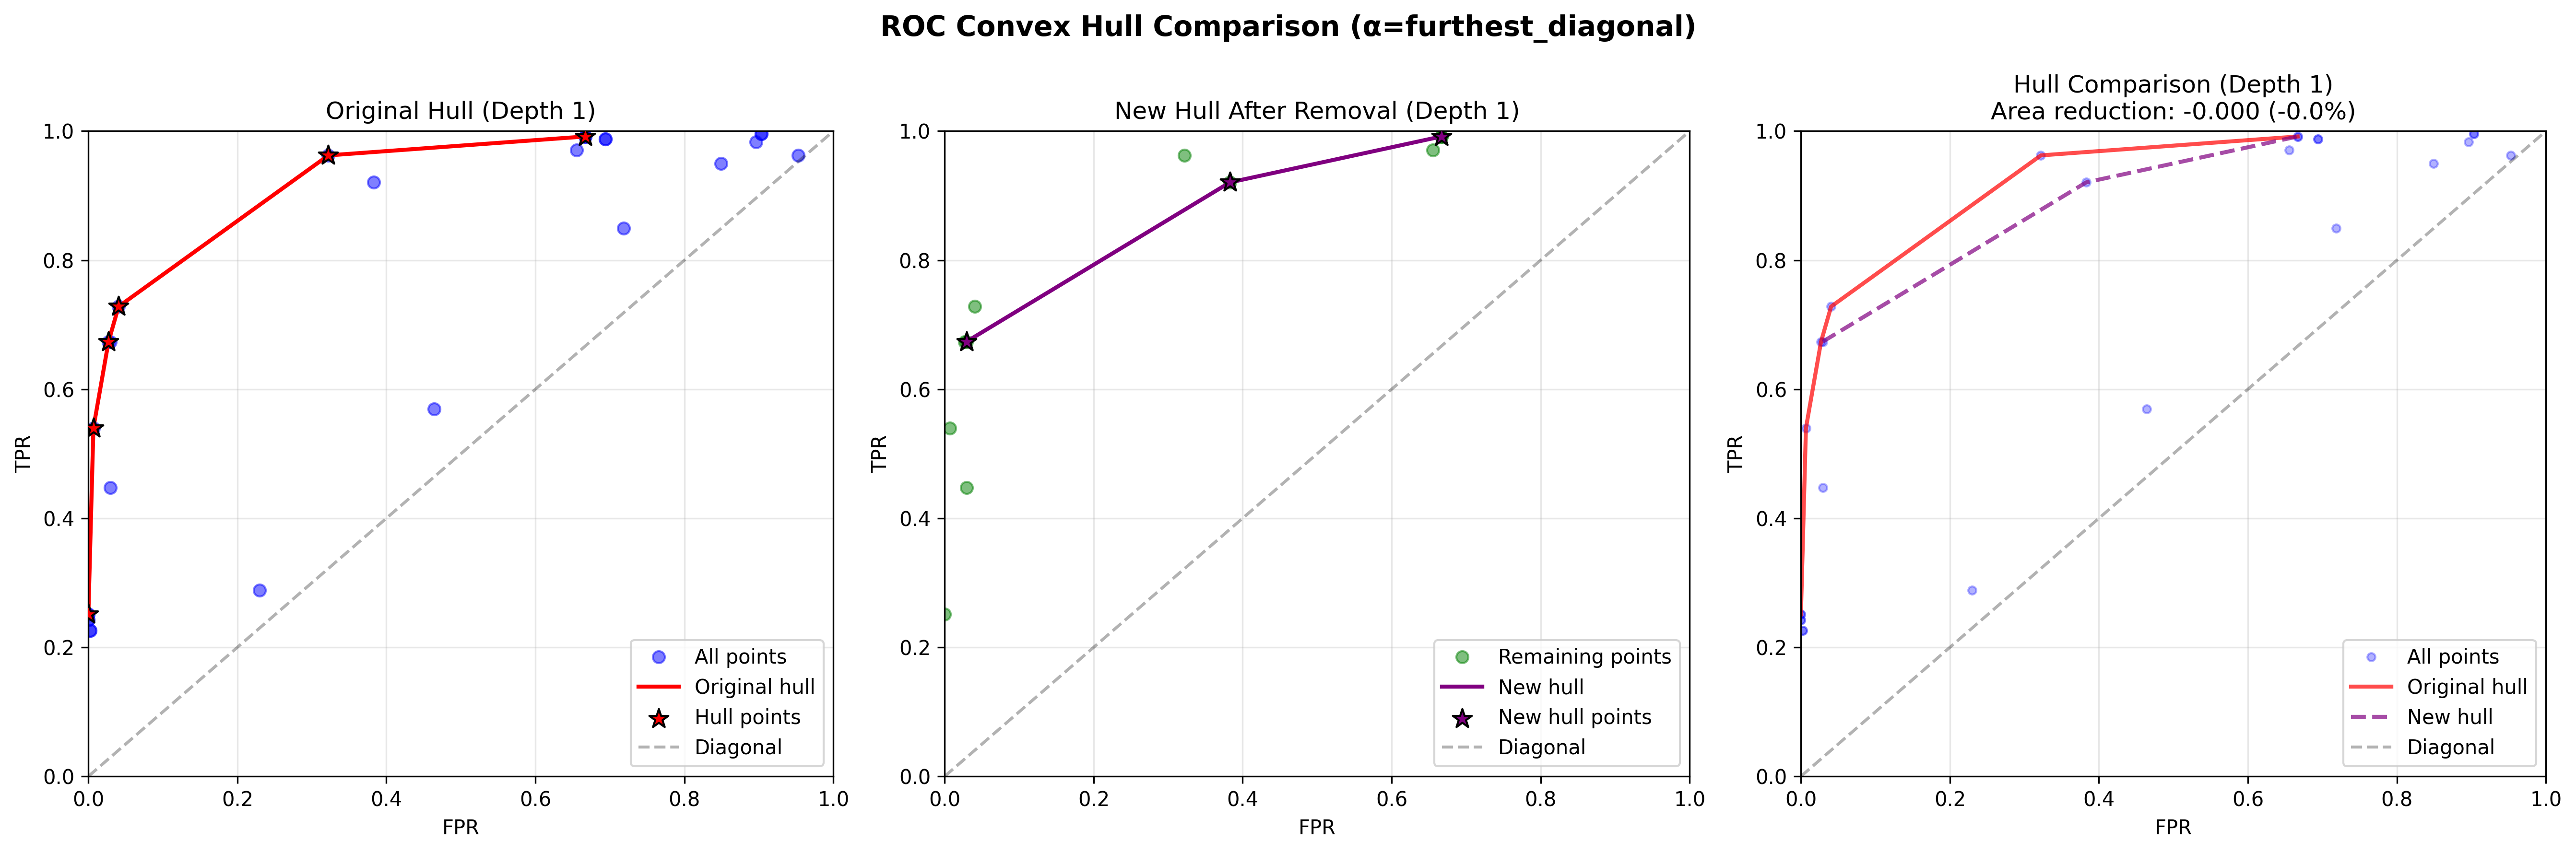 ROC Convex Hull Comparison (α=furthest_diagonal)
Original Hull (Depth 1)
1.0
0.8
0.6
0.4
0.2
0.0
TPR
0.0 0.2 0.4 0.6 0.8 1.0
FPR
All points
Original hull
Hull points
Diagonal
New Hull After Removal (Depth 1)
1.0
0.8
0.6
0.4
0.2
0.0
TPR
0.0 0.2 0.4 0.6 0.8 1.0
FPR
Remaining points
New hull
New hull points
Diagonal
Hull Comparison (Depth 1)
Area reduction: -0.000 (-0.0%)
1.0
0.8
0.6
0.4
0.2
0.0
TPR
0.0 0.2 0.4 0.6 0.8 1.0
FPR
All points
Original hull
New hull
Diagonal